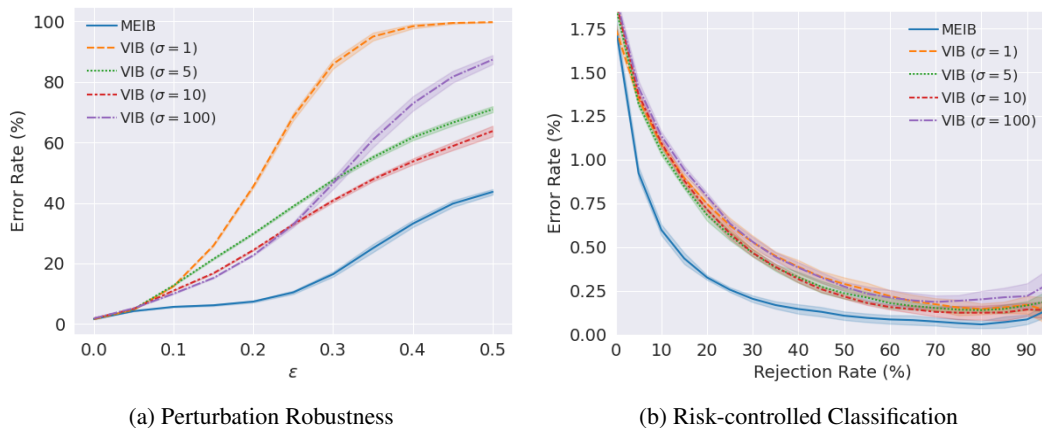 MEIB
VIB (σ = 1)
VIB (σ = 5)
VIB (σ = 10)
VIB (σ = 100)
100
80
60
40
20
0
Error Rate (%)
0.0 0.1 0.2 0.3 0.4 0.5
ε
(a) Perturbation Robustness
MEIB
VIB (σ = 1)
VIB (σ = 5)
VIB (σ = 10)
VIB (σ = 100)
1.75
1.50
1.25
1.00
0.75
0.50
0.25
0.00
Error Rate (%)
0 10 20 30 40 50 60 70 80 90
Rejection Rate (%)
(b) Risk-controlled Classification